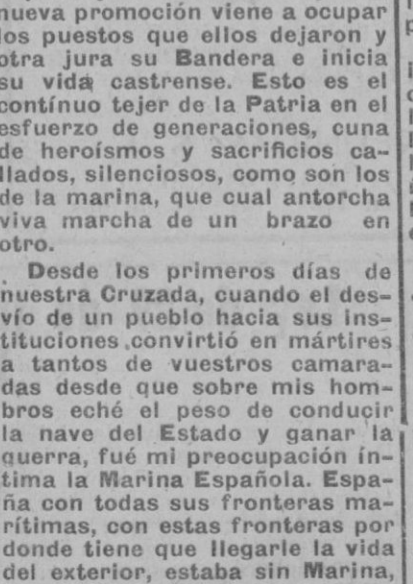 nueva promoción viene a ocupar
los puestos que ellos dejaron y
otra jura su Bandera e inicia
su vida castrense. Esto es el
contínuo tejer de la Patria en el
esfuerzo de generaciones, cuna
de heroísmos y sacrificios ca-
llados, silenciosos, como son los
de la marina, que cual antorcha
viva marcha de un brazo en
otro.
. Desde los primeros días de
nuestra Cruzada, cuando el des-
vío de un pueblo hacia sus ins-
tituciones convirtió en mártires
a tantos de vuestros camara-
das desde que sobre mis hom-
bros eché el peso de conducir
la nave del Estado y ganar la
guerra, fué mi preocupación ín-
tima la Marina Española. Espa-
ña con todas sus fronteras ma-
rítimas, con estas fronteras por
donde tiene que llegarle la vida
del exterior, estaba sin Marina,